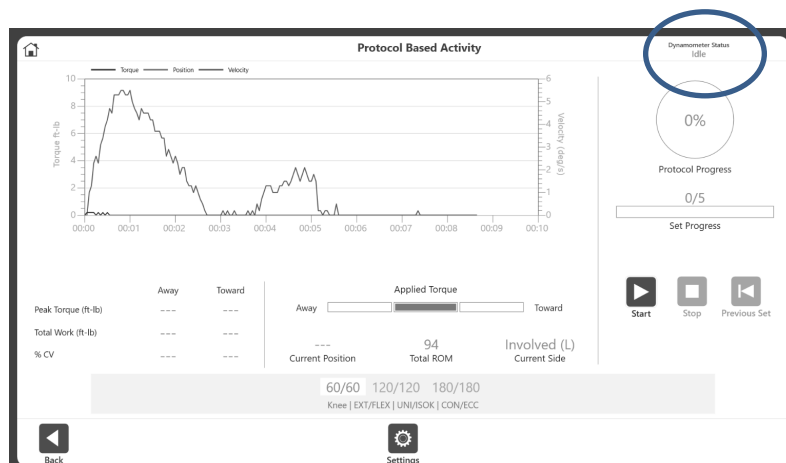 Protocol Based Activity
Dynamometer Status
Idle
Torque Position Velocity
10
8
6
4
2
0
Torque ft-lb
6
5
4
3
2
1
0
Velocity (deg/s)
00:00 00:01 00:02 00:03 00:04 00:05 00:06 00:07 00:08 00:09 00:10
0%
Protocol Progress
0/5
Set Progress
Start Stop Previous Set
Away Toward
Peak Torque (ft-lb) --- ---
Total Work (ft-lb) --- ---
% CV --- ---
Applied Torque
Away Toward
--- 94 Involved (L)
Current Position Total ROM Current Side
60/60 120/120 180/180
Knee | EXT/FLEX | UNI/ISOK | CON/ECC
Back Settings